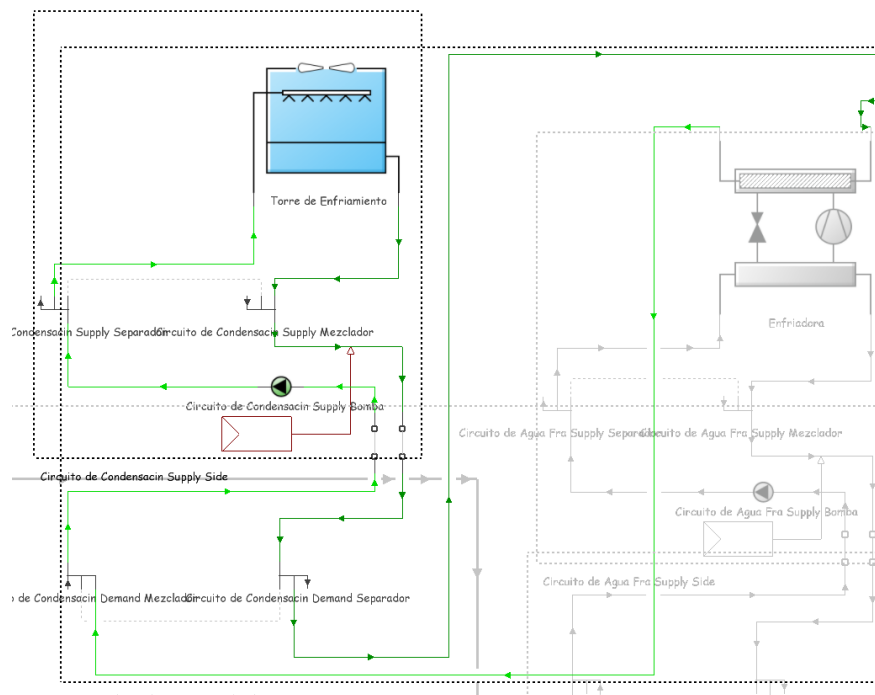 Torre de Enfriamiento
Condensacin Supply Separador
Circuito de Condensacin Supply Mezclador
Enfriadora
Circuito de Condensacin Supply Bomba
Circuito de Agua Fra Supply Separador
Circuito de Agua Fra Supply Mezclador
Circuito de Condensacin Supply Side
Circuito de Agua Fra Supply Bomba
Circuito de Agua Fra Supply Side
o de Condensacin Demand Mezclador
Circuito de Condensacin Demand Separador